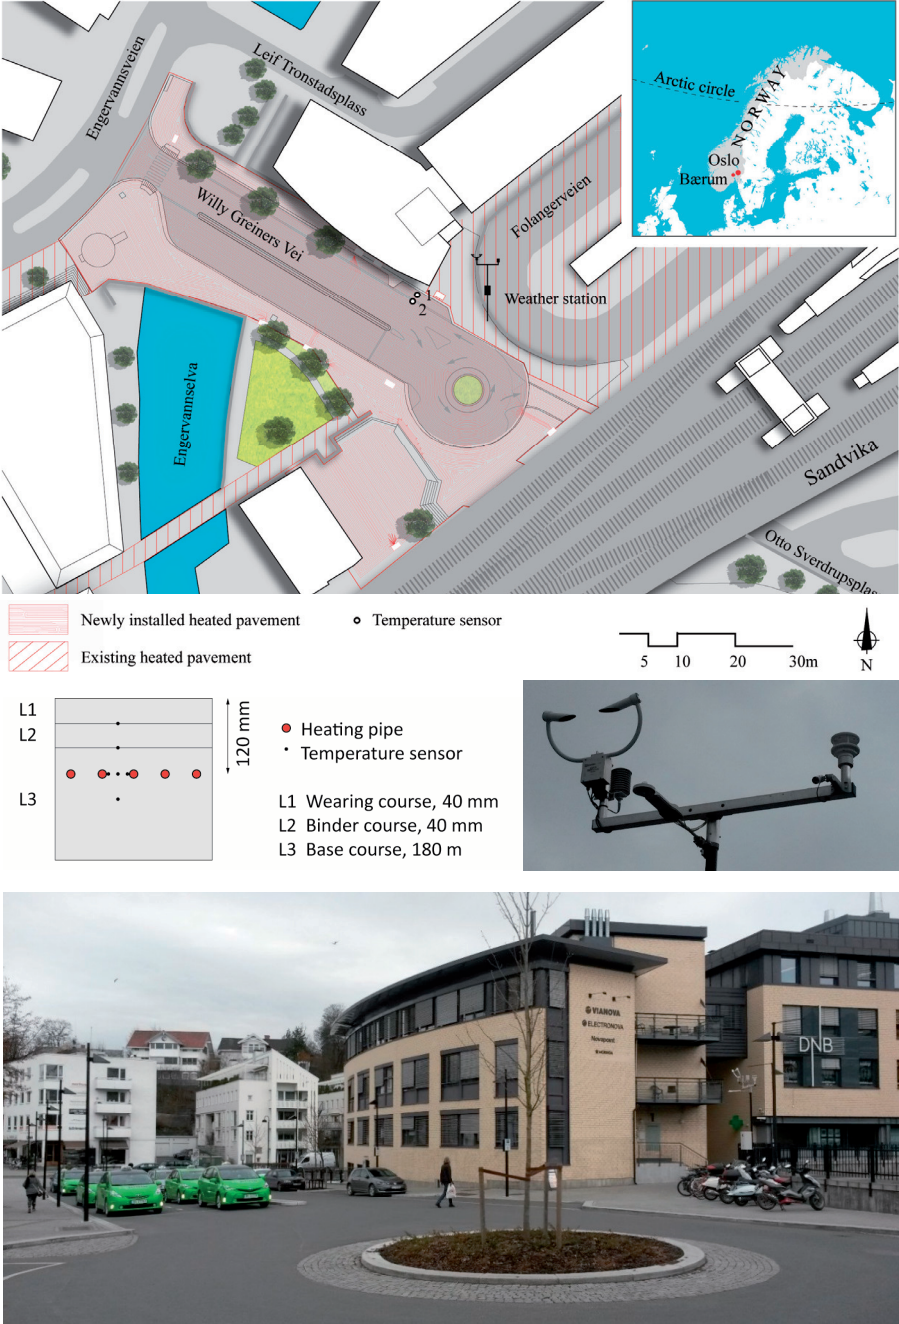 Engervannsveien
Leif Tronstadsplass
Willy Greiners Vei
1
2
Folangerveien
Weather station
Engervannselva
Sandvika
Otto Sverdrupsplas
Arctic circle
NORWAY
Oslo
Bærum
Newly installed heated pavement
Temperature sensor
Existing heated pavement
5 10 20 30m
N
L1
L2
L3
120 mm
Heating pipe
Temperature sensor
L1 Wearing course, 40 mm
L2 Binder course, 40 mm
L3 Base course, 180 m
VIANOVA
ELECTRONOVA
Novapoint
DNB